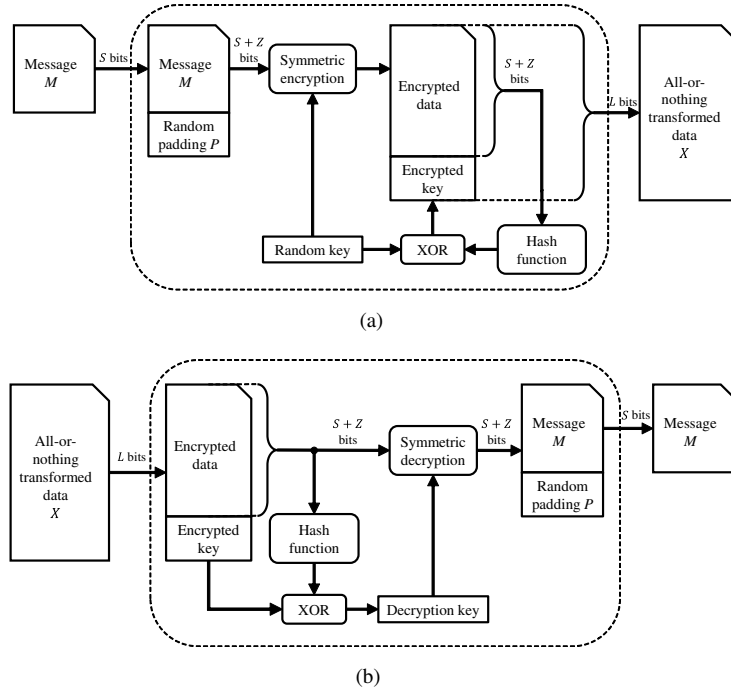 Message
M
S bits
Message
M
Random
padding P
S + Z
bits
Symmetric
encryption
Encrypted
data
Encrypted
key
S + Z
bits
L bits
All-or-
nothing
transformed
data
X
Random key
XOR
Hash
function
(a)
All-or-
nothing
transformed
data
X
L bits
Encrypted
data
Encrypted
key
S + Z
bits
Hash
function
XOR
Symmetric
decryption
Decryption key
S + Z
bits
Message
M
Random
padding P
S bits
Message
M
(b)